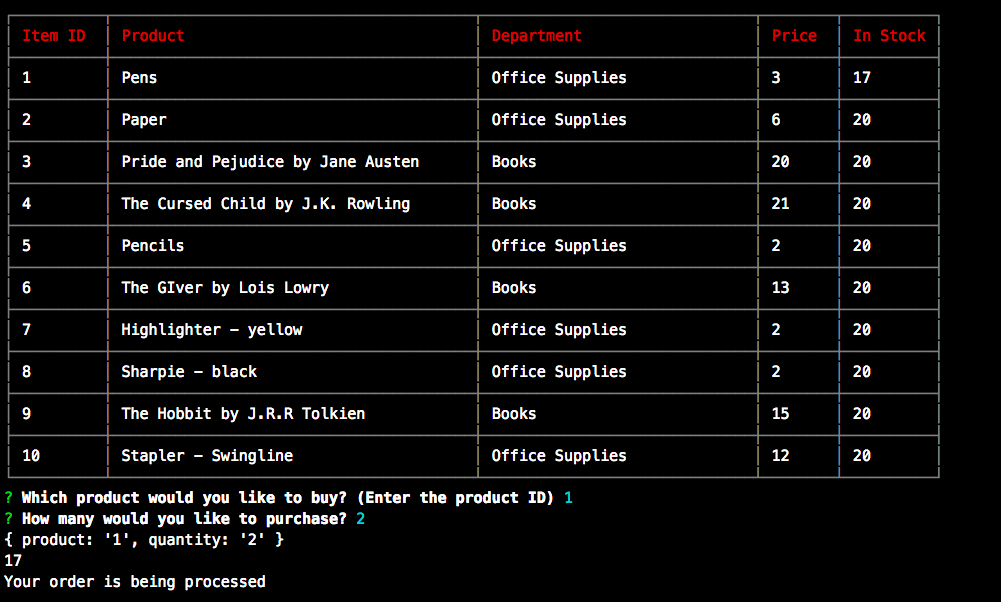 Item ID Product Department Price In Stock
1 Pens Office Supplies 3 17
2 Paper Office Supplies 6 20
3 Pride and Pejudice by Jane Austen Books 20 20
4 The Cursed Child by J.K. Rowling Books 21 20
5 Pencils Office Supplies 2 20
6 The GIver by Lois Lowry Books 13 20
7 Highlighter – yellow Office Supplies 2 20
8 Sharpie – black Office Supplies 2 20
9 The Hobbit by J.R.R Tolkien Books 15 20
10 Stapler – Swingline Office Supplies 12 20
? Which product would you like to buy? (Enter the product ID) 1
? How many would you like to purchase? 2
{ product: '1', quantity: '2' }
17
Your order is being processed